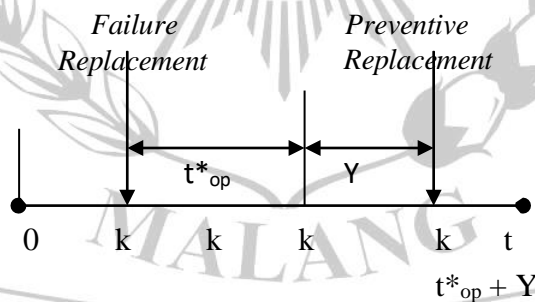 Failure Preventive
Replacement Replacement
t*op Y
MALANG
0 k k k k t
t*op + Y